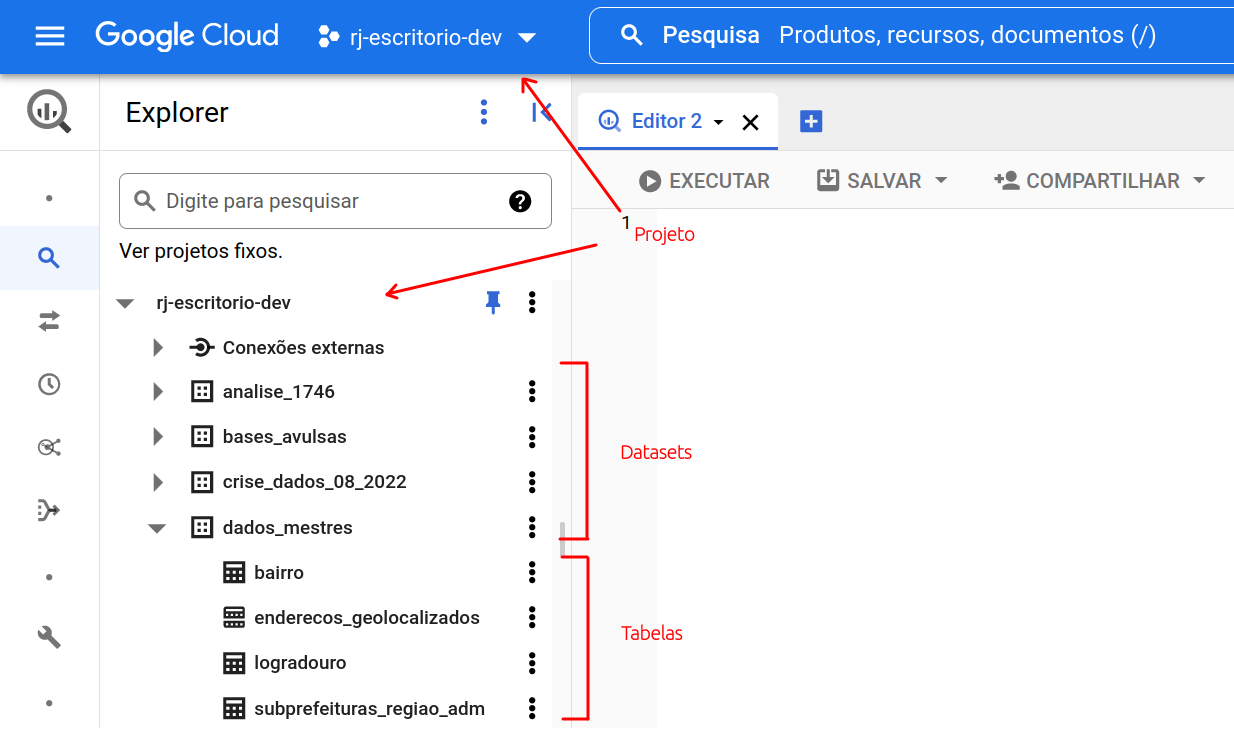 Google Cloud
rj-escritorio-dev
Pesquisa Produtos, recursos, documentos (/)
Explorer
Editor 2
Digite para pesquisar
?
EXECUTAR
SALVAR
COMPARTILHAR
1
Projeto
Ver projetos fixos.
rj-escritorio-dev
Conexões externas
analise_1746
bases_avulsas
Datasets
crise_dados_08_2022
dados_mestres
bairro
enderecos_geolocalizados
Tabelas
logradouro
subprefeituras_regiao_adm